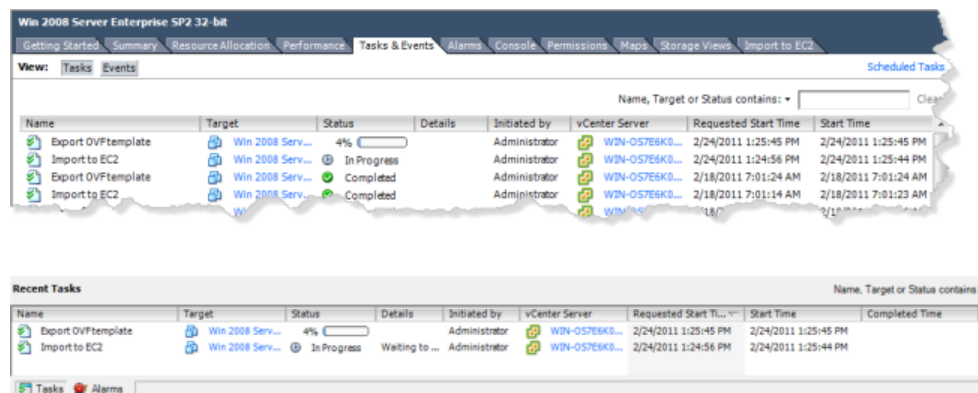 Win 2008 Server Enterprise SP2 32-bit
Getting Started Summary Resource Allocation Performance Tasks & Events Alarms Console Permissions Maps Storage Views Import to EC2
View: Tasks Events Scheduled Tasks
Name, Target or Status contains: Clear
Name Target Status Details Initiated by vCenter Server Requested Start Time Start Time
Export OVF template Win 2008 Serv... 4% Administrator WIN-OS7E6K0... 2/24/2011 1:25:45 PM 2/24/2011 1:25:45 PM
Import to EC2 Win 2008 Serv... In Progress Administrator WIN-OS7E6K0... 2/24/2011 1:24:56 PM 2/24/2011 1:25:44 PM
Export OVF template Win 2008 Serv... Completed Administrator WIN-OS7E6K0... 2/18/2011 7:01:24 AM 2/18/2011 7:01:24 AM
Import to EC2 Win 2008 Serv... Completed Administrator WIN-OS7E6K0... 2/18/2011 7:01:14 AM 2/18/2011 7:01:23 AM
Recent Tasks Name, Target or Status contains
Name Target Status Details Initiated by vCenter Server Requested Start Ti... Start Time Completed Time
Export OVF template Win 2008 Serv... 4% Administrator WIN-OS7E6K0... 2/24/2011 1:25:45 PM 2/24/2011 1:25:45 PM
Import to EC2 Win 2008 Serv... In Progress Waiting to ... Administrator WIN-OS7E6K0... 2/24/2011 1:24:56 PM 2/24/2011 1:25:44 PM
Tasks Alarms